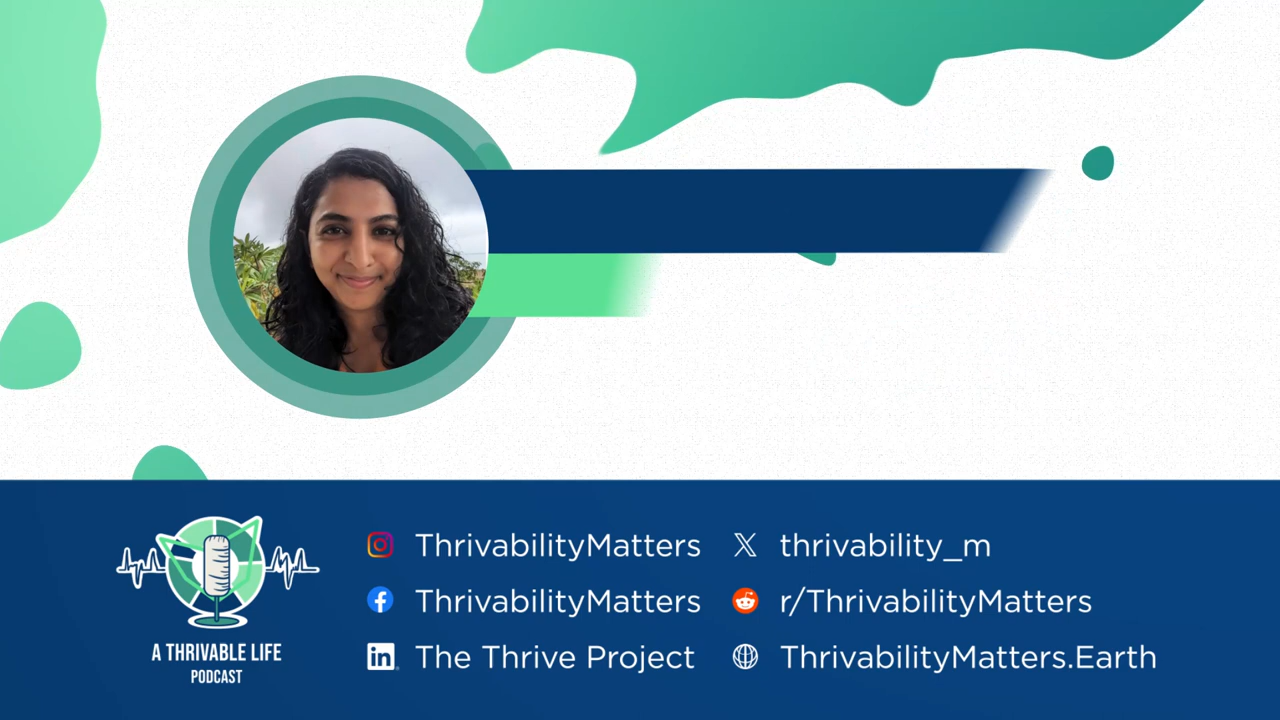 ThrivabilityMatters
thrivability_m
ThrivabilityMatters
r/ThrivabilityMatters
The Thrive Project
ThrivabilityMatters.Earth
A THRIVABLE LIFE
PODCAST